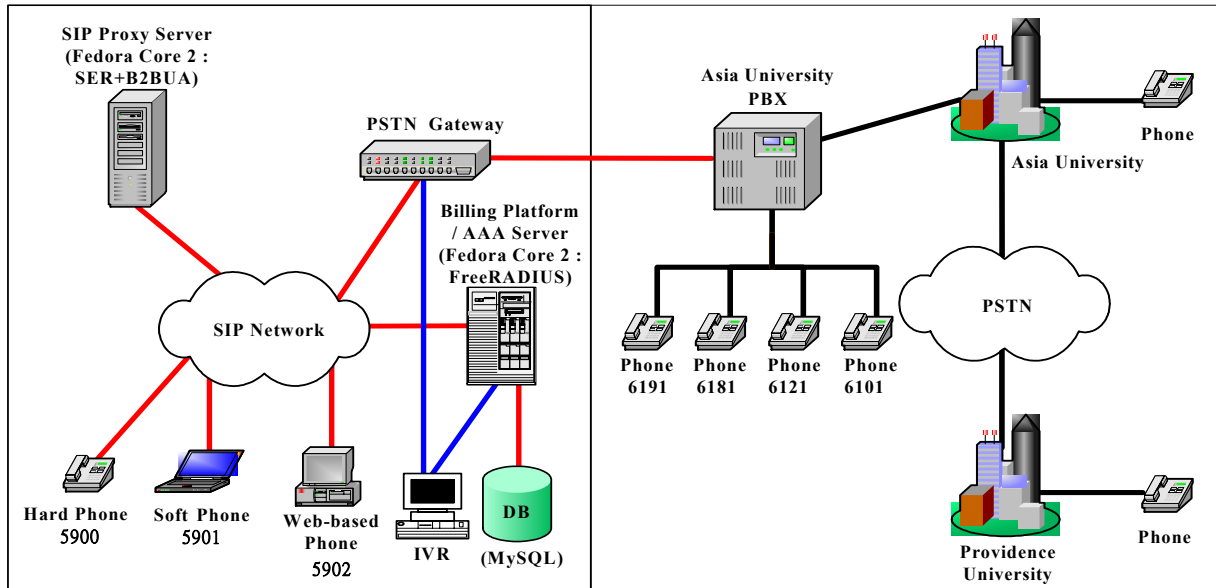 SIP Proxy Server
(Fedora Core 2 :
SER+B2BUA)
PSTN Gateway
Billing Platform
/ AAA Server
(Fedora Core 2 :
FreeRADIUS)
SIP Network
Hard Phone
5900
Soft Phone
5901
Web-based
Phone
5902
IVR
DB
(MySQL)
Asia University
PBX
Phone
6191
Phone
6181
Phone
6121
Phone
6101
Asia University
Phone
PSTN
Providence
University
Phone